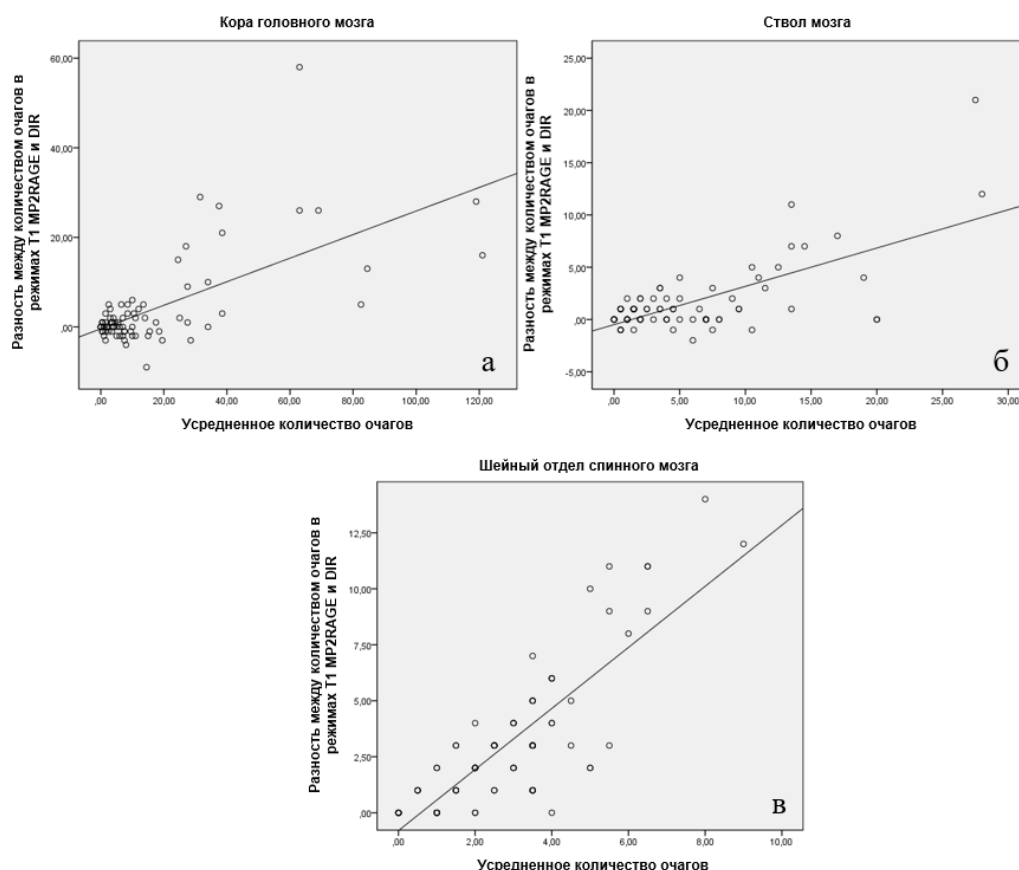 Кора головного мозга
Разность между количеством очагов в
режимах T1 MP2RAGE и DIR
60,00
40,00
20,00
,00
,00
20,00
40,00
60,00
80,00
100,00
120,00
Усредненное количество очагов
а
Ствол мозга
Разность между количеством очагов в
режимах T1 MP2RAGE и DIR
25,00
20,00
15,00
10,00
5,00
,00
-5,00
,00
5,00
10,00
15,00
20,00
25,00
30,00
Усредненное количество очагов
б
Шейный отдел спинного мозга
Разность между количеством очагов в
режимах T1 MP2RAGE и DIR
12,50
10,00
7,50
5,00
2,50
,00
,00
2,00
4,00
6,00
8,00
10,00
Усредненное количество очагов
в